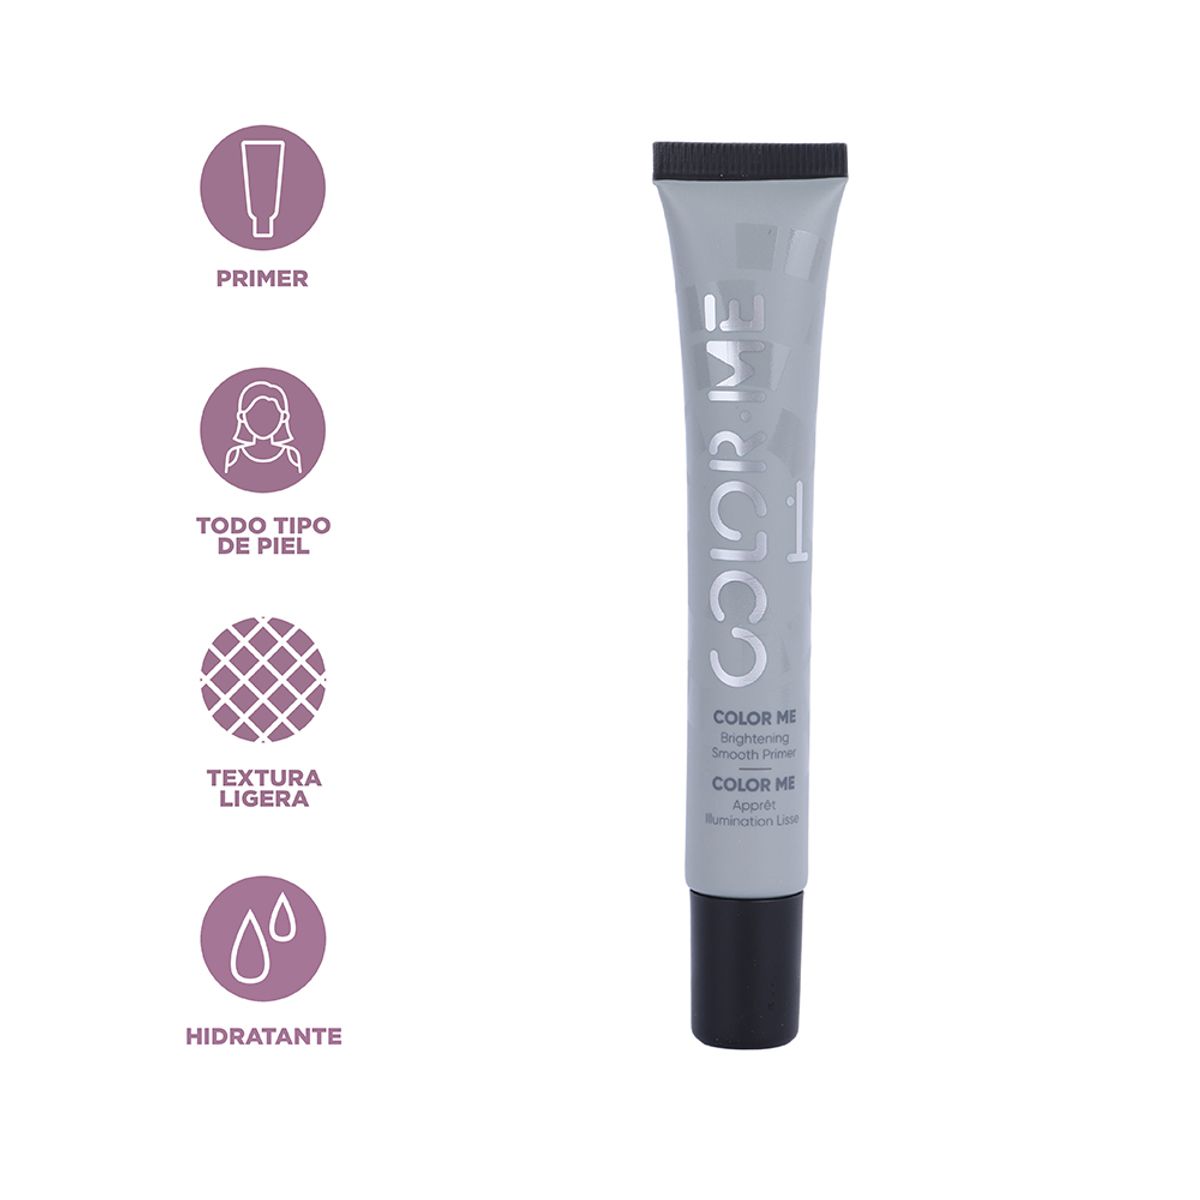 PRIMER
TODO TIPO
DE PIEL
TEXTURA
LIGERA
HIDRATANTE
COLOR·ME
COLOR ME
Brightening
Smooth Primer
COLOR ME
Apprêt
Illumination Lisse